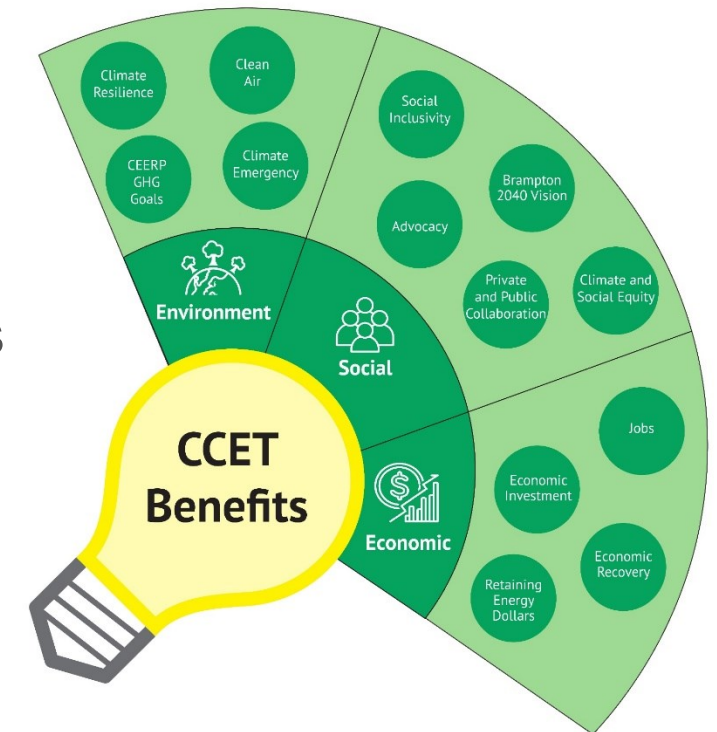 Climate
Resilience
Clean
Air
CEERP
GHG
Goals
Climate
Emergency
Environment
Social
Inclusivity
Brampton
2040 Vision
Advocacy
Private
and Public
Collaboration
Climate and
Social Equity
Social
Jobs
Economic
Investment
Economic
Recovery
Retaining
Energy
Dollars
Economic
CCET
Benefits
s